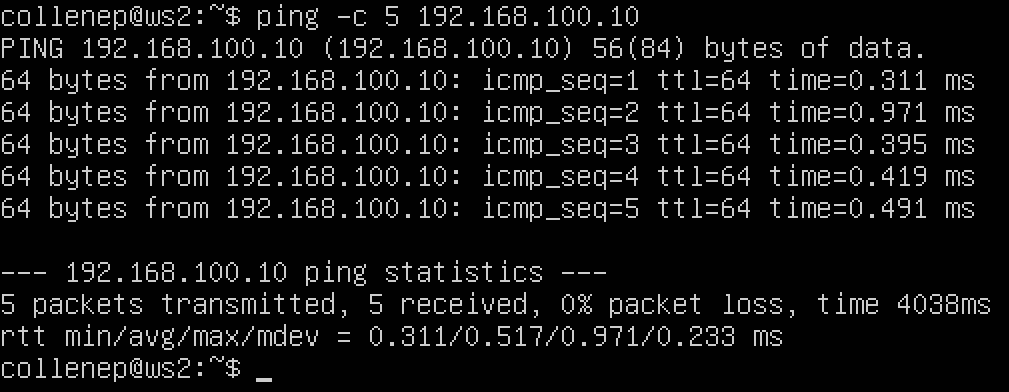 collenep@ws2:~$ ping -c 5 192.168.100.10
PING 192.168.100.10 (192.168.100.10) 56(84) bytes of data.
64 bytes from 192.168.100.10: icmp_seq=1 ttl=64 time=0.311 ms
64 bytes from 192.168.100.10: icmp_seq=2 ttl=64 time=0.971 ms
64 bytes from 192.168.100.10: icmp_seq=3 ttl=64 time=0.395 ms
64 bytes from 192.168.100.10: icmp_seq=4 ttl=64 time=0.419 ms
64 bytes from 192.168.100.10: icmp_seq=5 ttl=64 time=0.491 ms

--- 192.168.100.10 ping statistics ---
5 packets transmitted, 5 received, 0% packet loss, time 4038ms
rtt min/avg/max/mdev = 0.311/0.517/0.971/0.233 ms
collenep@ws2:~$ _